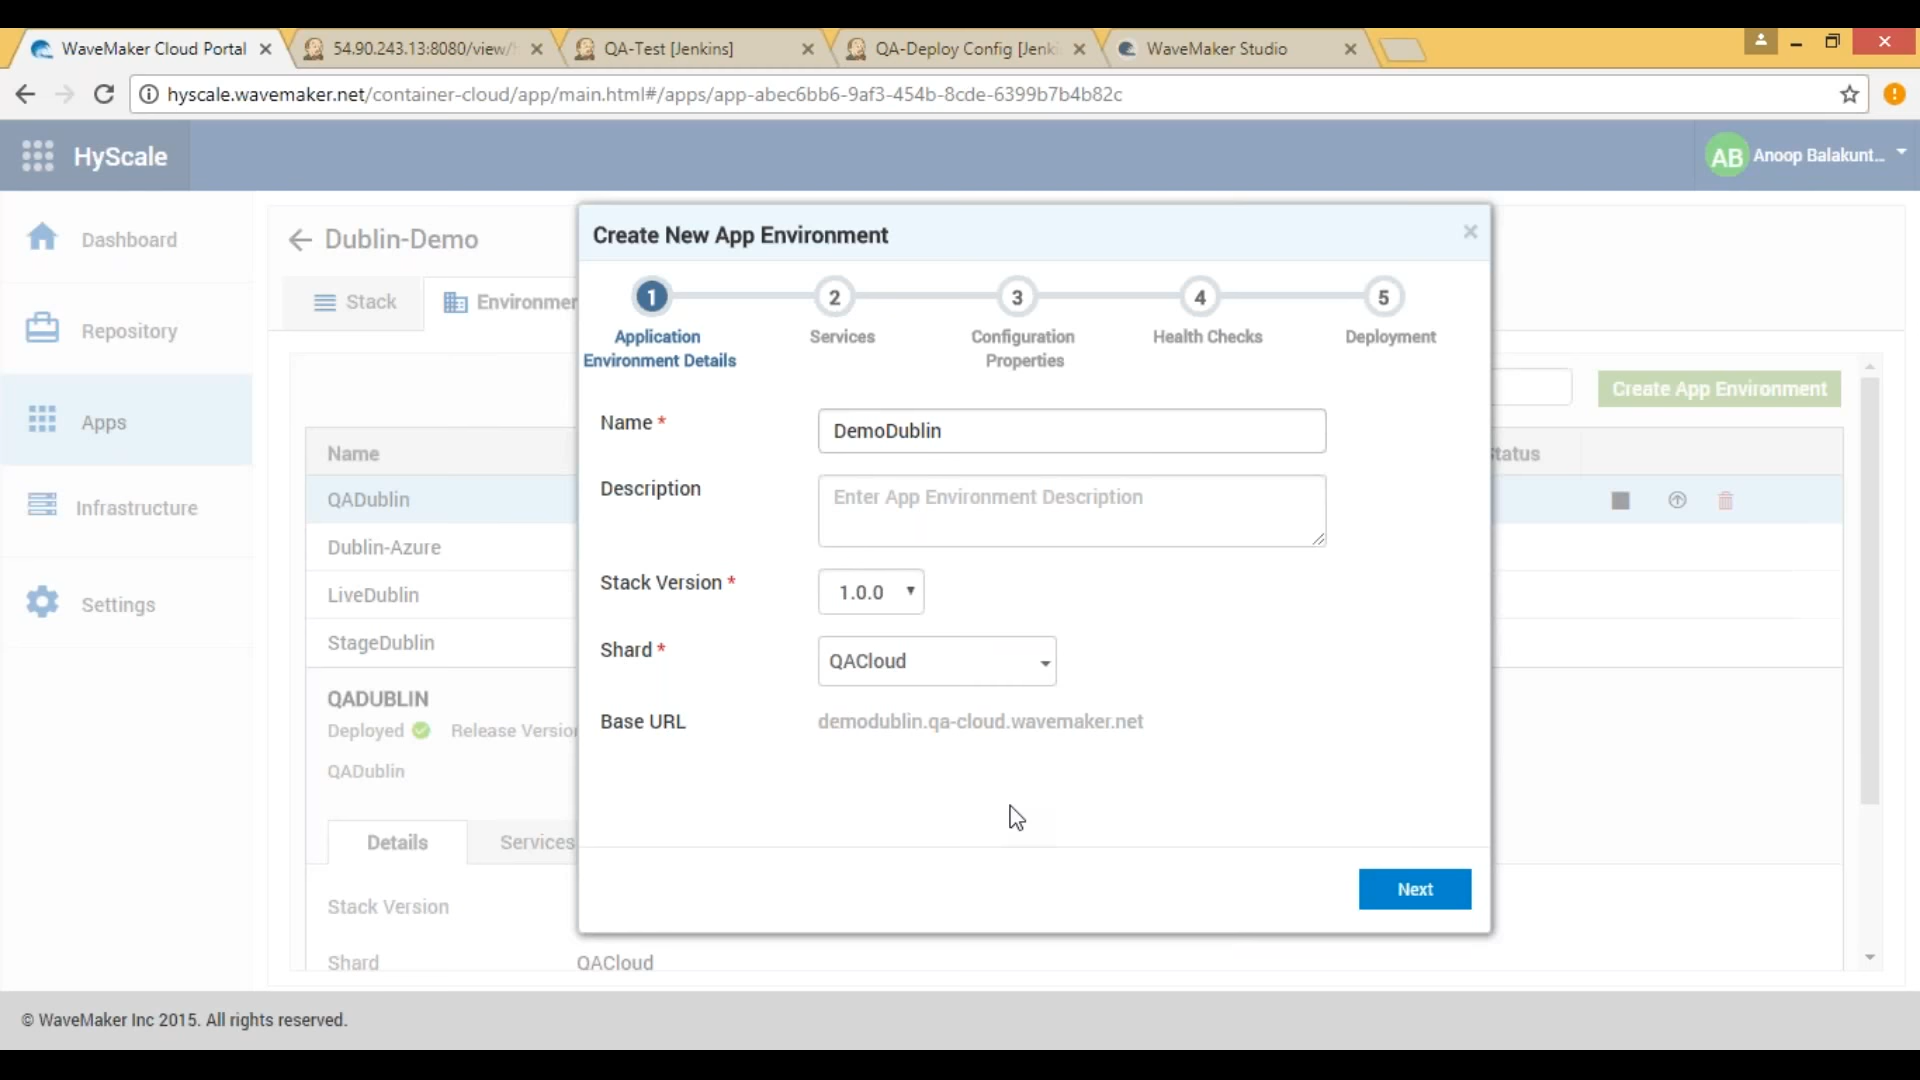 WaveMaker Cloud Portal
54.90.243.13:8080/view/
QA-Test [Jenkins]
QA-Deploy Config [Jenki
WaveMaker Studio
hyscale.wavemaker.net/container-cloud/app/main.html#/apps/app-abec6bb6-9af3-454b-8cde-6399b7b4b82c
HyScale
AB Anoop Balakunt...
Dashboard
Repository
Apps
Infrastructure
Settings
Dublin-Demo
Stack
Environmen
Create App Environment
Name
Status
QADublin
Dublin-Azure
LiveDublin
StageDublin
QADUBLIN
Deployed
Release Version
QADublin
Details
Services
Stack Version
Shard
QACloud
Create New App Environment
1
2
3
4
5
Application
Environment Details
Services
Configuration
Properties
Health Checks
Deployment
Name *
DemoDublin
Description
Enter App Environment Description
Stack Version *
1.0.0
Shard *
QACloud
Base URL
demodublin.qa-cloud.wavemaker.net
Next
© WaveMaker Inc 2015. All rights reserved.